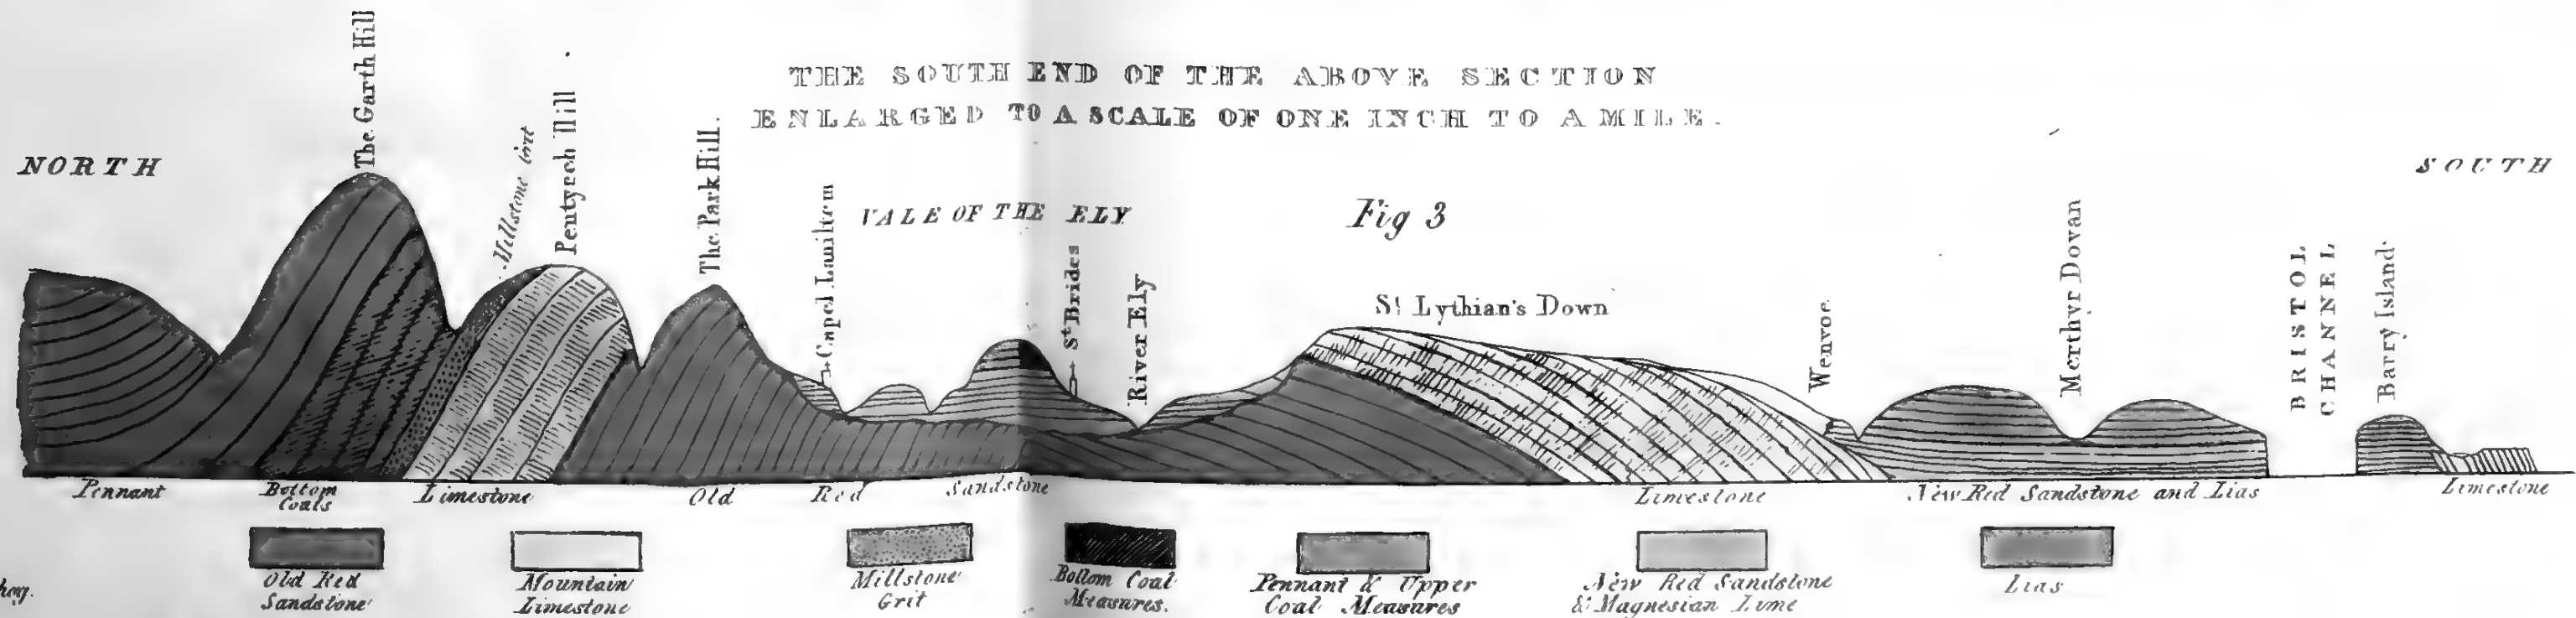 THE SOUTH END OF THE ABOVE SECTION
ENLARGED TO A SCALE OF ONE INCH TO A MILE.
NORTH
SOUTH
The Garth Hill
Millstone Grit
Pentyrch Hill
The Park Hill.
Capel Laniltern
VALE OF THE ELY
St Brides
River Ely
Fig 3
St Lythian's Down
Wenvoe
Merthyr Dovan
BRISTOL
CHANNEL
Barry Island
Pennant
Bottom
Coals
Limestone
Old Red Sandstone
Limestone
New Red Sandstone and Lias
Limestone
Old Red
Sandstone
Mountain
Limestone
Millstone
Grit
Bottom Coal
Measures.
Pennant & Upper
Coal Measures
New Red Sandstone
& Magnesian Lime
Lias